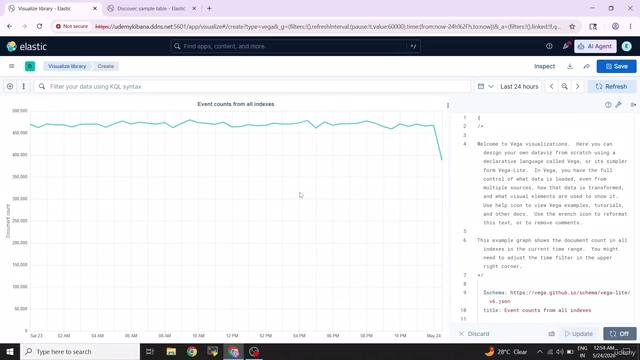 Visualize library - Elastic
Discover: sample table - Elastic
Not secure
https://udemykibana.ddns.net:5601/app/visualize#/create?type=vega&_g=(filters:!(),refreshInterval:(pause:!t,value:60000),time:(from:now-24h%2Fh,to:now))&_a=(filters:!(),linked:!f,q...
elastic
Find apps, content, and more.
^/
AI Agent
E
D
Visualize library
Create
Inspect
Save
Filter your data using KQL syntax
Last 24 hours
Refresh
Event counts from all indexes
500,000
450,000
400,000
350,000
300,000
250,000
200,000
150,000
100,000
50,000
0
Document count
Sat 23
02 AM
04 AM
06 AM
08 AM
10 AM
12 PM
02 PM
04 PM
06 PM
08 PM
10 PM
May 24
1 {
2 /*
3
4 Welcome to Vega visualizations. Here you
can design your own dataviz from scratch using a
declarative language called Vega, or its simpler
form Vega-Lite. In Vega, you have the full
control of what data is loaded, even from
multiple sources, how that data is transformed,
and what visual elements are used to show it.
Use help icon to view Vega examples, tutorials,
and other docs. Use the wrench icon to reformat
this text, or to remove comments.
5
6 This example graph shows the document count in all
indexes in the current time range. You might
need to adjust the time filter in the upper
right corner.
7 */
8
9 $schema: https://vega.github.io/schema/vega-lite/
v6.json
10 title: Event counts from all indexes
11
Discard
Update
Off
Type here to search
28°C Clear
ENG
IN
12:54 AM
5/24/2026